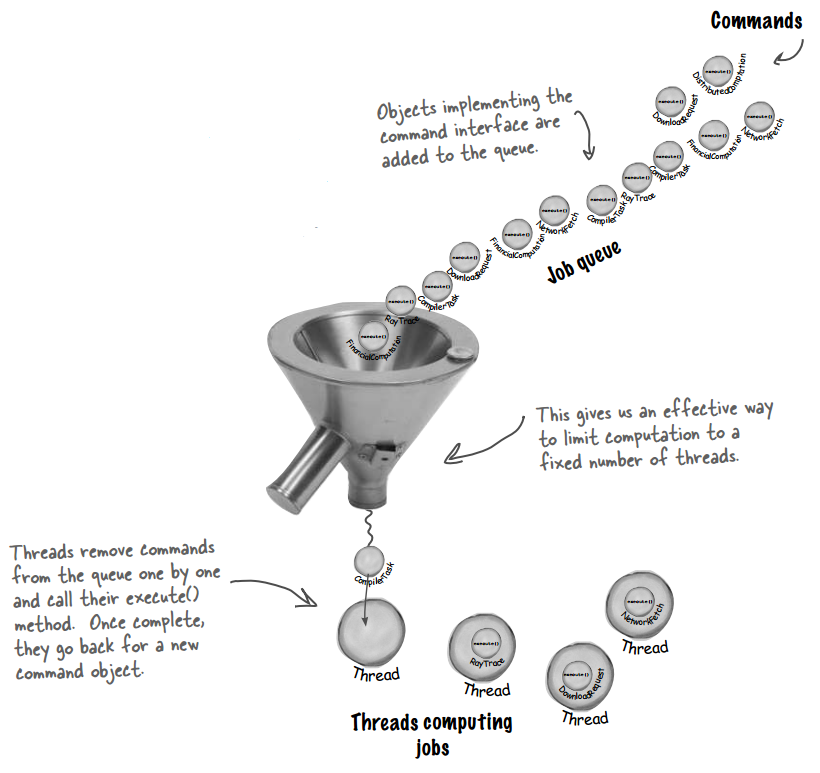 Commands
execute()
DistributedComputation
execute()
DownloadRequest
execute()
NetworkFetch
execute()
FinancialComputation
execute()
CompilerTask
execute()
RayTrace
execute()
CompilerTask
Objects implementing the
command interface are
added to the queue.
execute()
NetworkFetch
execute()
FinancialComputation
execute()
DownloadRequest
Job queue
execute()
CompilerTask
execute()
RayTrace
execute()
FinancialComputation
This gives us an effective way
to limit computation to a
fixed number of threads.
Threads remove commands
from the queue one by one
and call their execute()
method. Once complete,
they go back for a new
command object.
CompilerTask
Thread
execute()
RayTrace
Thread
execute()
DownloadRequest
Thread
execute()
NetworkFetch
Thread
Threads computing
jobs